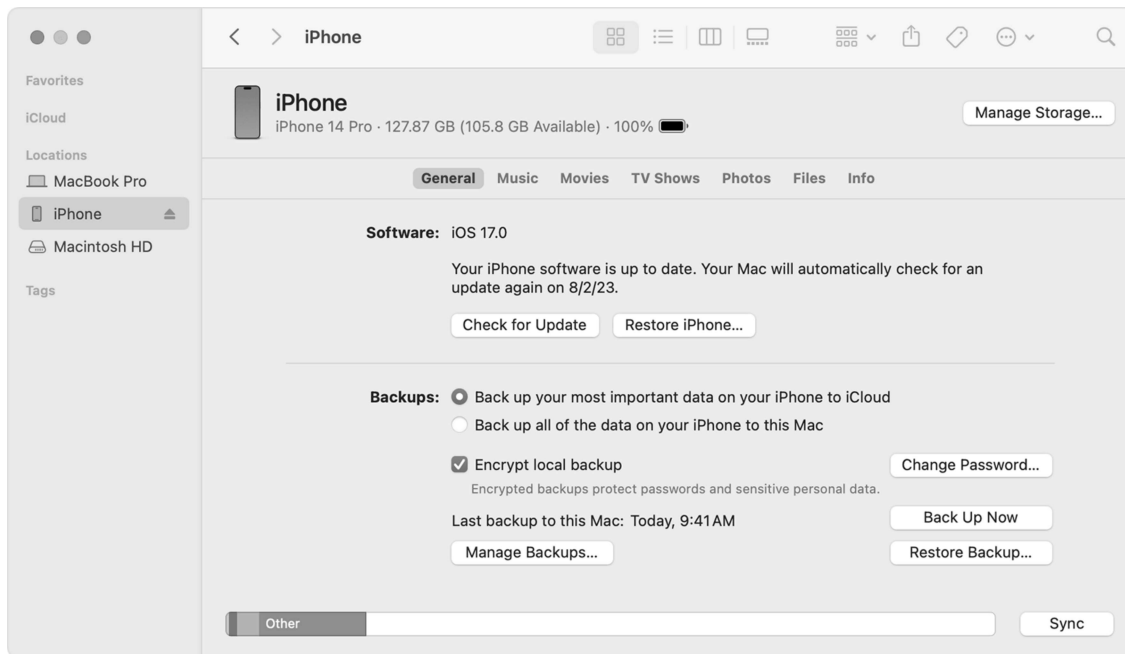 iPhone
Favorites
iCloud
Locations
MacBook Pro
iPhone
Macintosh HD
Tags
iPhone
iPhone 14 Pro · 127.87 GB (105.8 GB Available) · 100%
Manage Storage...
General Music Movies TV Shows Photos Files Info
Software: iOS 17.0
Your iPhone software is up to date. Your Mac will automatically check for an
update again on 8/2/23.
Check for Update Restore iPhone...
Backups: Back up your most important data on your iPhone to iCloud
Back up all of the data on your iPhone to this Mac
Encrypt local backup Change Password...
Encrypted backups protect passwords and sensitive personal data.
Last backup to this Mac: Today, 9:41 AM Back Up Now
Manage Backups... Restore Backup...
Other Sync